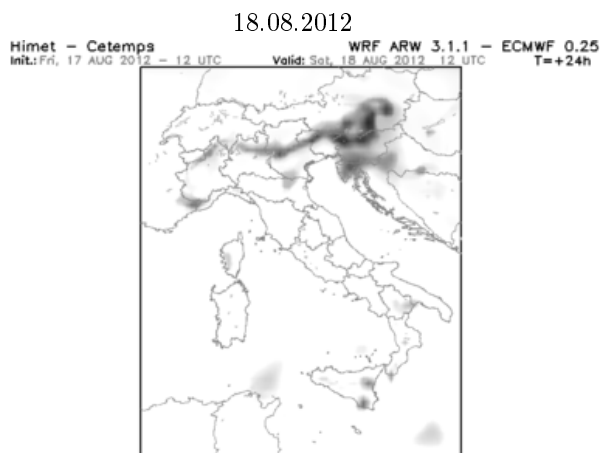 18.08.2012
Himet – Cetemps WRF ARW 3.1.1 – ECMWF 0.25
Init.: Fri, 17 AUG 2012 – 12 UTC Valid: Sat, 18 AUG 2012 12 UTC T=+24h